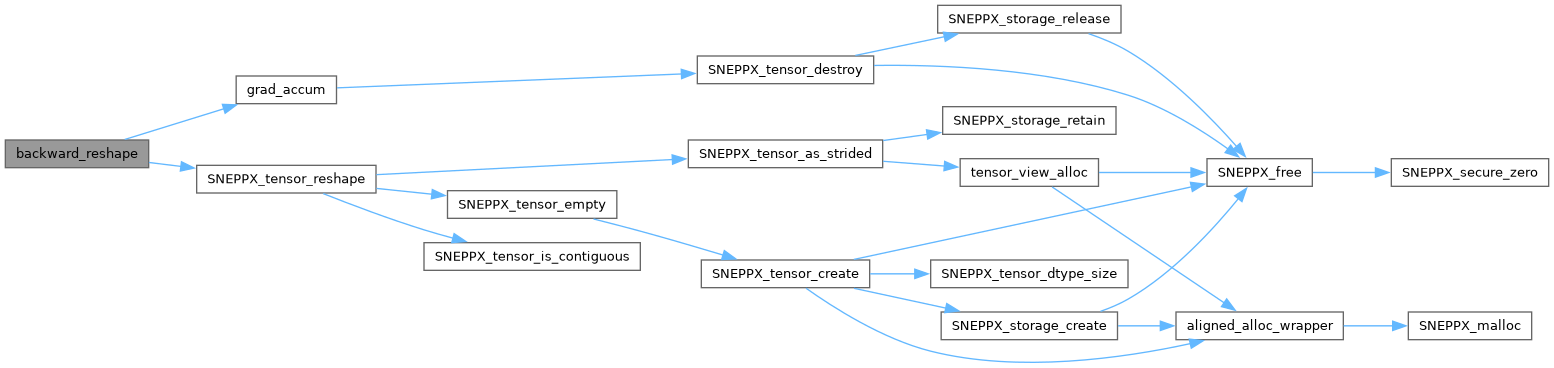 backward_reshape
grad_accum
SNEPPX_tensor_reshape
SNEPPX_tensor_destroy
SNEPPX_tensor_as_strided
SNEPPX_tensor_empty
SNEPPX_tensor_is_contiguous
SNEPPX_tensor_create
SNEPPX_storage_release
SNEPPX_storage_retain
tensor_view_alloc
SNEPPX_tensor_dtype_size
SNEPPX_storage_create
SNEPPX_free
aligned_alloc_wrapper
SNEPPX_secure_zero
SNEPPX_malloc